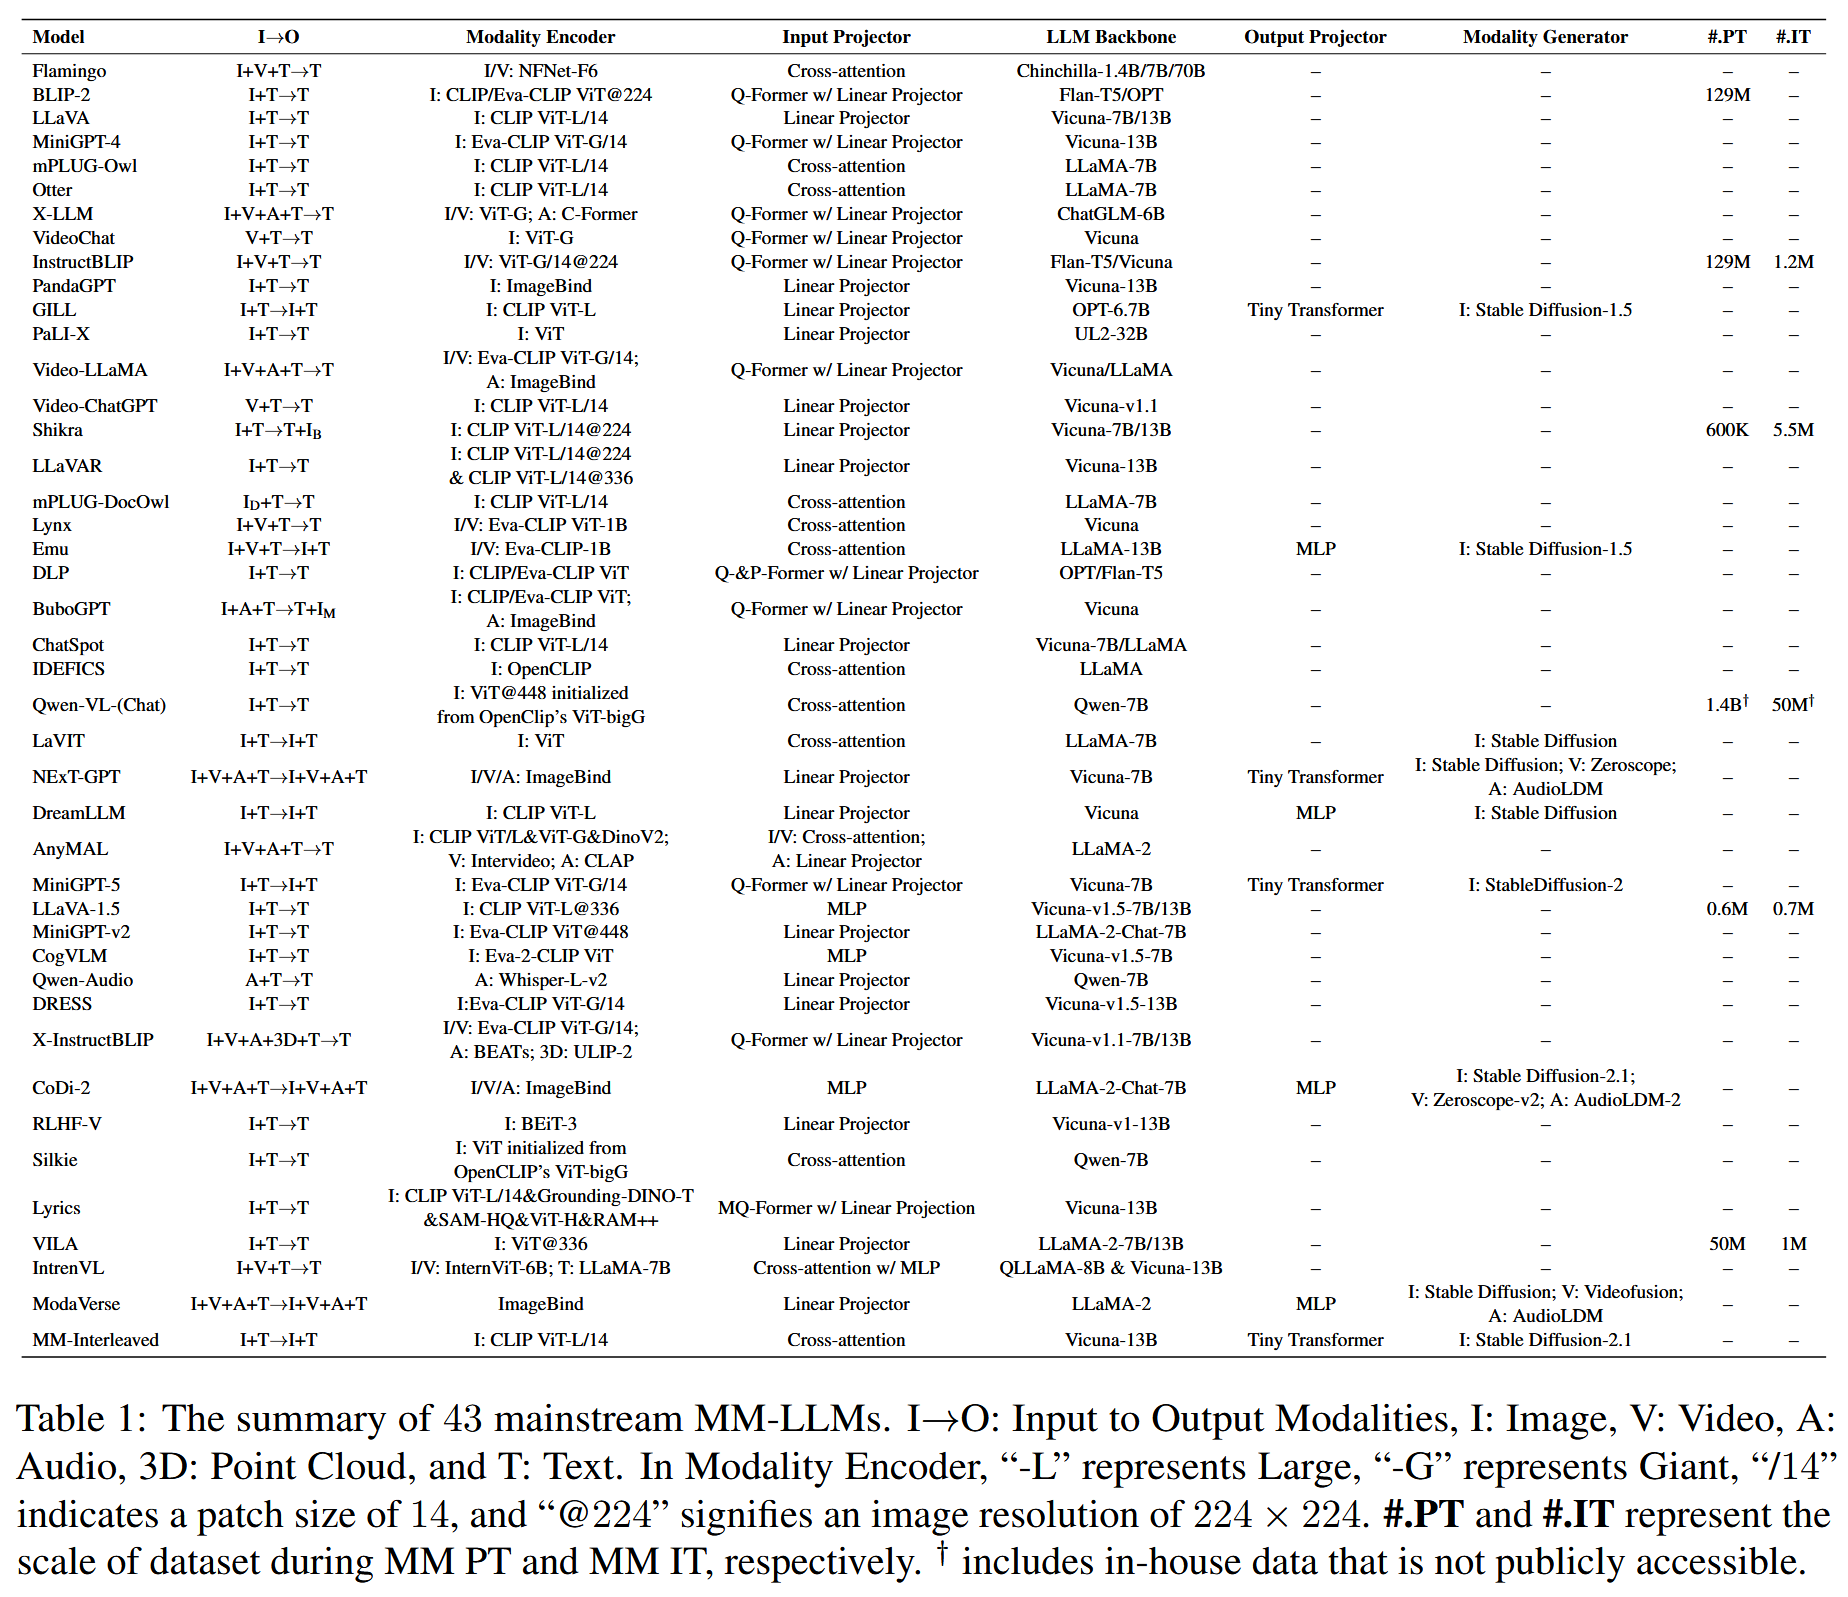 Model I→O Modality Encoder Input Projector LLM Backbone Output Projector Modality Generator #.PT #.IT
Flamingo I+V+T→T I/V: NFNet-F6 Cross-attention Chinchilla-1.4B/7B/70B – – – –
BLIP-2 I+T→T I: CLIP/Eva-CLIP ViT@224 Q-Former w/ Linear Projector Flan-T5/OPT – – 129M –
LLaVA I+T→T I: CLIP ViT-L/14 Linear Projector Vicuna-7B/13B – – – –
MiniGPT-4 I+T→T I: Eva-CLIP ViT-G/14 Q-Former w/ Linear Projector Vicuna-13B – – – –
mPLUG-Owl I+T→T I: CLIP ViT-L/14 Cross-attention LLaMA-7B – – – –
Otter I+T→T I: CLIP ViT-L/14 Cross-attention LLaMA-7B – – – –
X-LLM I+V+A+T→T I/V: ViT-G; A: C-Former Q-Former w/ Linear Projector ChatGLM-6B – – – –
VideoChat V+T→T I: ViT-G Q-Former w/ Linear Projector Vicuna – – – –
InstructBLIP I+V+T→T I/V: ViT-G/14@224 Q-Former w/ Linear Projector Flan-T5/Vicuna – – 129M 1.2M
PandaGPT I+T→T I: ImageBind Linear Projector Vicuna-13B – – – –
GILL I+T→I+T I: CLIP ViT-L Linear Projector OPT-6.7B Tiny Transformer I: Stable Diffusion-1.5 – –
PaLI-X I+T→T I: ViT Linear Projector UL2-32B – – – –
Video-LLaMA I+V+A+T→T I/V: Eva-CLIP ViT-G/14; Q-Former w/ Linear Projector Vicuna/LLaMA – – – –
A: ImageBind
Video-ChatGPT V+T→T I: CLIP ViT-L/14 Linear Projector Vicuna-v1.1 – – – –
Shikra I+T→T+I_B I: CLIP ViT-L/14@224 Linear Projector Vicuna-7B/13B – – 600K 5.5M
LLaVAR I+T→T I: CLIP ViT-L/14@224 Linear Projector Vicuna-13B – – – –
& CLIP ViT-L/14@336
mPLUG-DocOwl I_D+T→T I: CLIP ViT-L/14 Cross-attention LLaMA-7B – – – –
Lynx I+V+T→T I/V: Eva-CLIP ViT-1B Cross-attention Vicuna – – – –
Emu I+V+T→I+T I/V: Eva-CLIP-1B Cross-attention LLaMA-13B MLP I: Stable Diffusion-1.5 – –
DLP I+T→T I: CLIP/Eva-CLIP ViT Q-&P-Former w/ Linear Projector OPT/Flan-T5 – – – –
BuboGPT I+A+T→T+I_M I: CLIP/Eva-CLIP ViT; Q-Former w/ Linear Projector Vicuna – – – –
A: ImageBind
ChatSpot I+T→T I: CLIP ViT-L/14 Linear Projector Vicuna-7B/LLaMA – – – –
IDEFICS I+T→T I: OpenCLIP Cross-attention LLaMA – – – –
Qwen-VL-(Chat) I+T→T I: ViT@448 initialized Cross-attention Qwen-7B – – 1.4B† 50M†
from OpenClip's ViT-bigG
LaVIT I+T→I+T I: ViT Cross-attention LLaMA-7B – I: Stable Diffusion – –
NExT-GPT I+V+A+T→I+V+A+T I/V/A: ImageBind Linear Projector Vicuna-7B Tiny Transformer I: Stable Diffusion; V: Zeroscope; – –
A: AudioLDM
DreamLLM I+T→I+T I: CLIP ViT-L Linear Projector Vicuna MLP I: Stable Diffusion – –
AnyMAL I+V+A+T→T I: CLIP ViT/L&ViT-G&DinoV2; I/V: Cross-attention; LLaMA-2 – – – –
V: Intervideo; A: CLAP A: Linear Projector
MiniGPT-5 I+T→I+T I: Eva-CLIP ViT-G/14 Q-Former w/ Linear Projector Vicuna-7B Tiny Transformer I: StableDiffusion-2 – –
LLaVA-1.5 I+T→T I: CLIP ViT-L@336 MLP Vicuna-v1.5-7B/13B – – 0.6M 0.7M
MiniGPT-v2 I+T→T I: Eva-CLIP ViT@448 Linear Projector LLaMA-2-Chat-7B – – – –
CogVLM I+T→T I: Eva-2-CLIP ViT MLP Vicuna-v1.5-7B – – – –
Qwen-Audio A+T→T A: Whisper-L-v2 Linear Projector Qwen-7B – – – –
DRESS I+T→T I:Eva-CLIP ViT-G/14 Linear Projector Vicuna-v1.5-13B – – – –
X-InstructBLIP I+V+A+3D+T→T I/V: Eva-CLIP ViT-G/14; Q-Former w/ Linear Projector Vicuna-v1.1-7B/13B – – – –
A: BEATs; 3D: ULIP-2
CoDi-2 I+V+A+T→I+V+A+T I/V/A: ImageBind MLP LLaMA-2-Chat-7B MLP I: Stable Diffusion-2.1; – –
V: Zeroscope-v2; A: AudioLDM-2
RLHF-V I+T→T I: BEiT-3 Linear Projector Vicuna-v1-13B – – – –
Silkie I+T→T I: ViT initialized from Cross-attention Qwen-7B – – – –
OpenCLIP's ViT-bigG
Lyrics I+T→T I: CLIP ViT-L/14&Grounding-DINO-T MQ-Former w/ Linear Projection Vicuna-13B – – – –
&SAM-HQ&ViT-H&RAM++
VILA I+T→T I: ViT@336 Linear Projector LLaMA-2-7B/13B – – 50M 1M
IntrenVL I+V+T→T I/V: InternViT-6B; T: LLaMA-7B Cross-attention w/ MLP QLLaMA-8B & Vicuna-13B – – – –
ModaVerse I+V+A+T→I+V+A+T ImageBind Linear Projector LLaMA-2 MLP I: Stable Diffusion; V: Videofusion; – –
A: AudioLDM
MM-Interleaved I+T→I+T I: CLIP ViT-L/14 Cross-attention Vicuna-13B Tiny Transformer I: Stable Diffusion-2.1 – –
Table 1: The summary of 43 mainstream MM-LLMs. I→O: Input to Output Modalities, I: Image, V: Video, A:
Audio, 3D: Point Cloud, and T: Text. In Modality Encoder, “-L” represents Large, “-G” represents Giant, “/14”
indicates a patch size of 14, and “@224” signifies an image resolution of 224 × 224. #.PT and #.IT represent the
scale of dataset during MM PT and MM IT, respectively. † includes in-house data that is not publicly accessible.